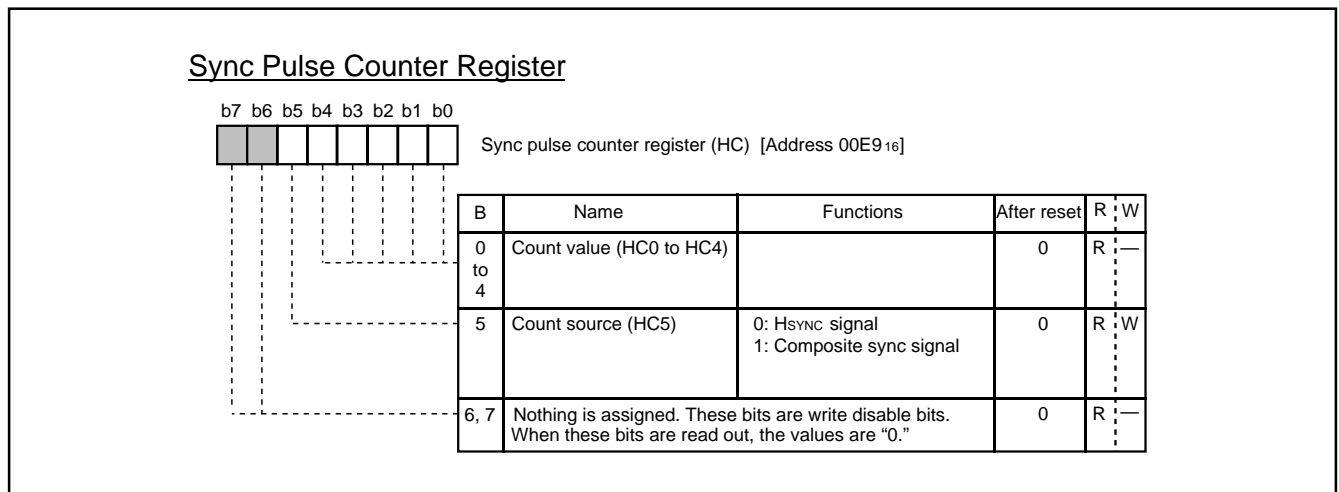 Sync Pulse Counter Register
b7 b6 b5 b4 b3 b2 b1 b0
Sync pulse counter register (HC) [Address 00E916]
B Name Functions After reset R W
0 to 4 Count value (HC0 to HC4) 0 R —
5 Count source (HC5) 0: HSYNC signal 0 R W
1: Composite sync signal
6, 7 Nothing is assigned. These bits are write disable bits. 0 R —
When these bits are read out, the values are “0.”